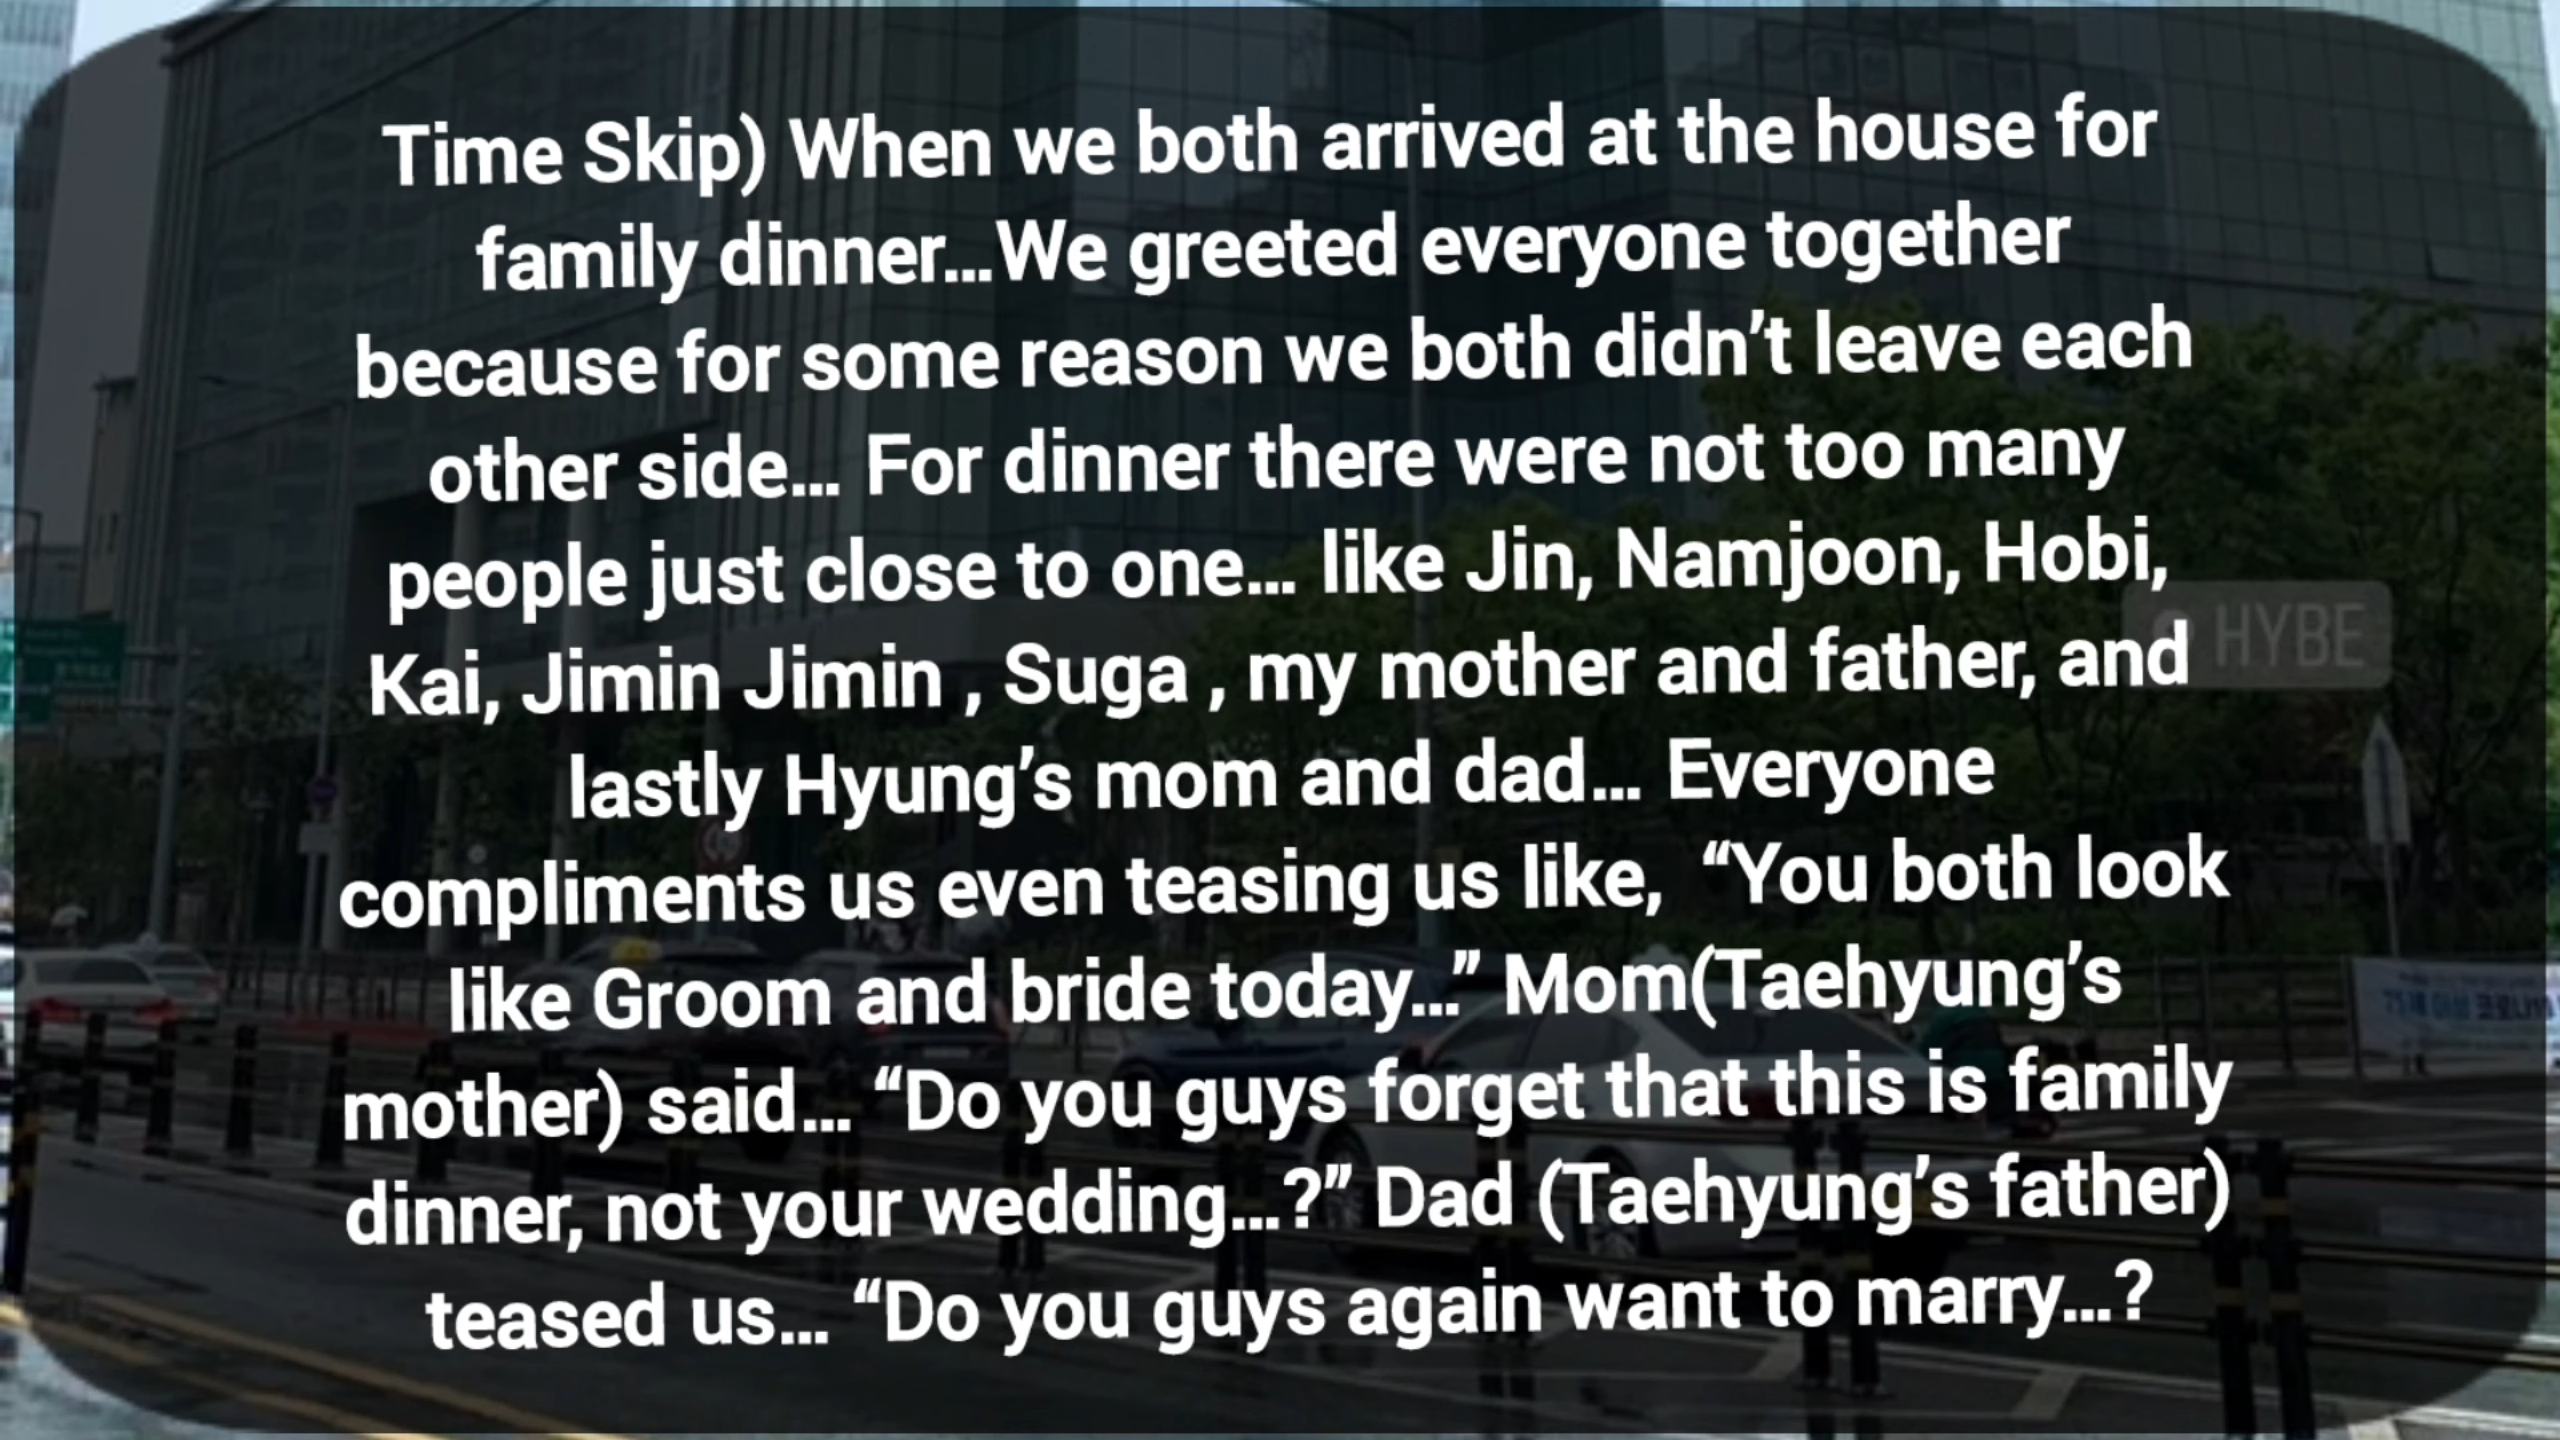 Time Skip) When we both arrived at the house for
family dinner...We greeted everyone together
because for some reason we both didn’t leave each
other side... For dinner there were not too many
people just close to one... like Jin, Namjoon, Hobi,
HYBE
Kai, Jimin Jimin , Suga , my mother and father, and
lastly Hyung’s mom and dad... Everyone
compliments us even teasing us like,  “You both look
like Groom and bride today...” Mom(Taehyung’s
mother) said... “Do you guys forget that this is family
dinner, not your wedding...?” Dad (Taehyung’s father)
teased us... “Do you guys again want to marry...?